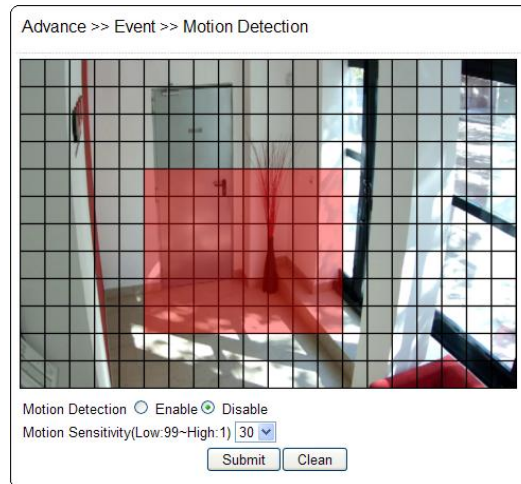 Advance >> Event >> Motion Detection
Motion Detection Enable Disable
Motion Sensitivity(Low:99~High:1) 30
Submit Clean